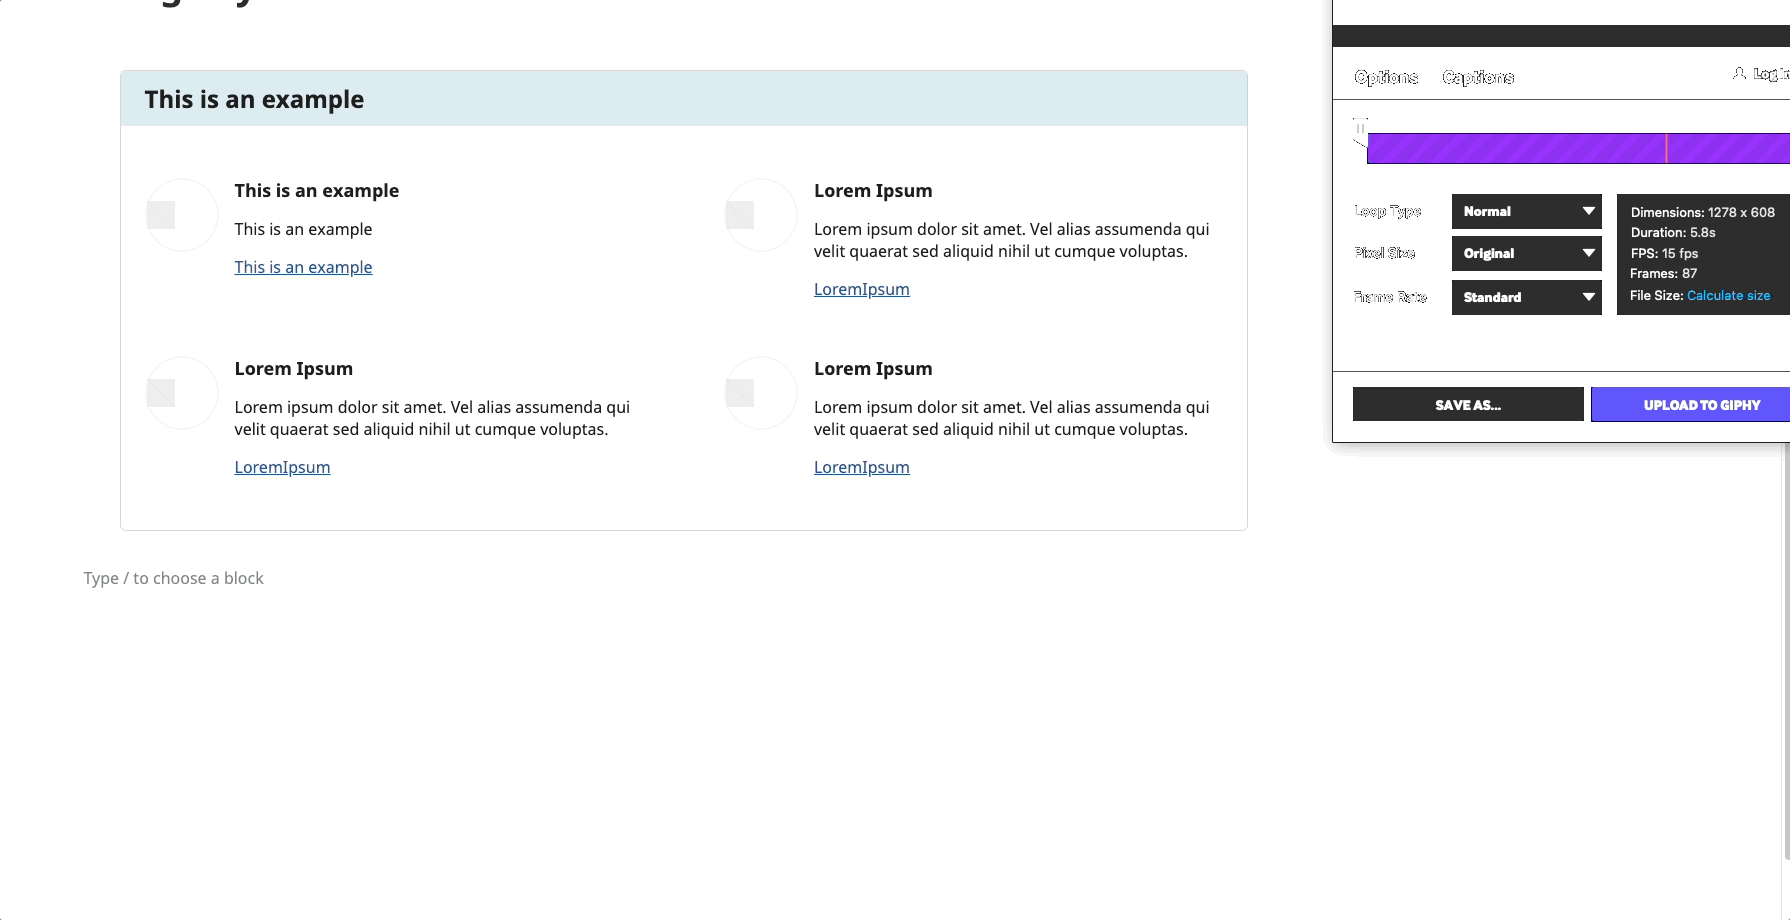 This is an example
This is an example
This is an example
This is an example
Lorem Ipsum
Lorem ipsum dolor sit amet. Vel alias assumenda qui
velit quaerat sed aliquid nihil ut cumque voluptas.
LoremIpsum
Lorem Ipsum
Lorem ipsum dolor sit amet. Vel alias assumenda qui
velit quaerat sed aliquid nihil ut cumque voluptas.
LoremIpsum
Lorem Ipsum
Lorem ipsum dolor sit amet. Vel alias assumenda qui
velit quaerat sed aliquid nihil ut cumque voluptas.
LoremIpsum
Type / to choose a block
Options Captions
Loop Type Normal
Pixel Size Original
Frame Rate Standard
Dimensions: 1278 x 608
Duration: 5.8s
FPS: 15 fps
Frames: 87
File Size: Calculate size
SAVE AS... UPLOAD TO GIPHY